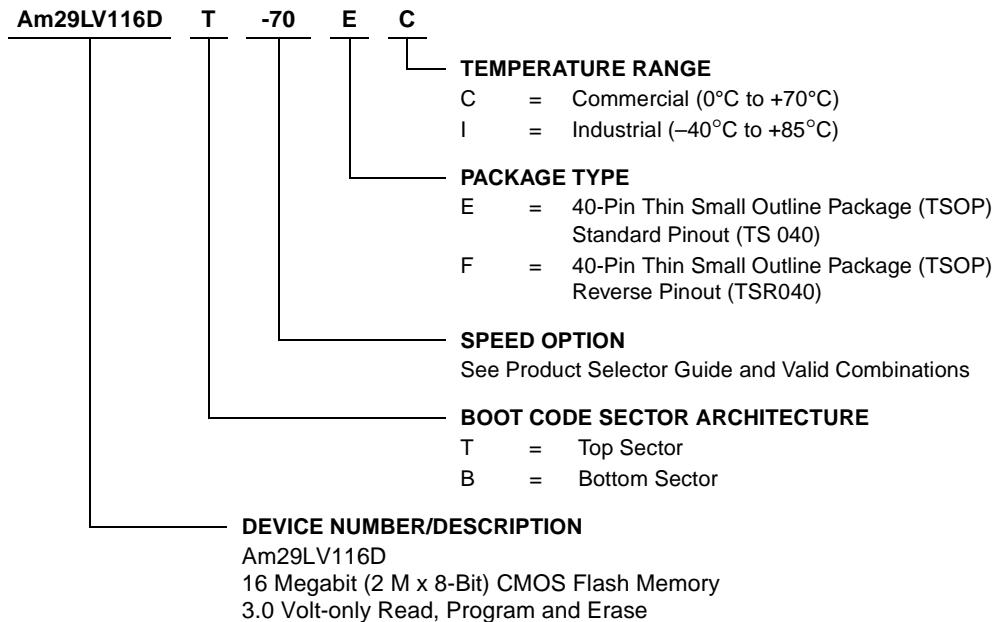 Am29LV116D T -70 E C
TEMPERATURE RANGE
C = Commercial (0°C to +70°C)
I = Industrial (–40°C to +85°C)
PACKAGE TYPE
E = 40-Pin Thin Small Outline Package (TSOP)
Standard Pinout (TS 040)
F = 40-Pin Thin Small Outline Package (TSOP)
Reverse Pinout (TSR040)
SPEED OPTION
See Product Selector Guide and Valid Combinations
BOOT CODE SECTOR ARCHITECTURE
T = Top Sector
B = Bottom Sector
DEVICE NUMBER/DESCRIPTION
Am29LV116D
16 Megabit (2 M x 8-Bit) CMOS Flash Memory
3.0 Volt-only Read, Program and Erase